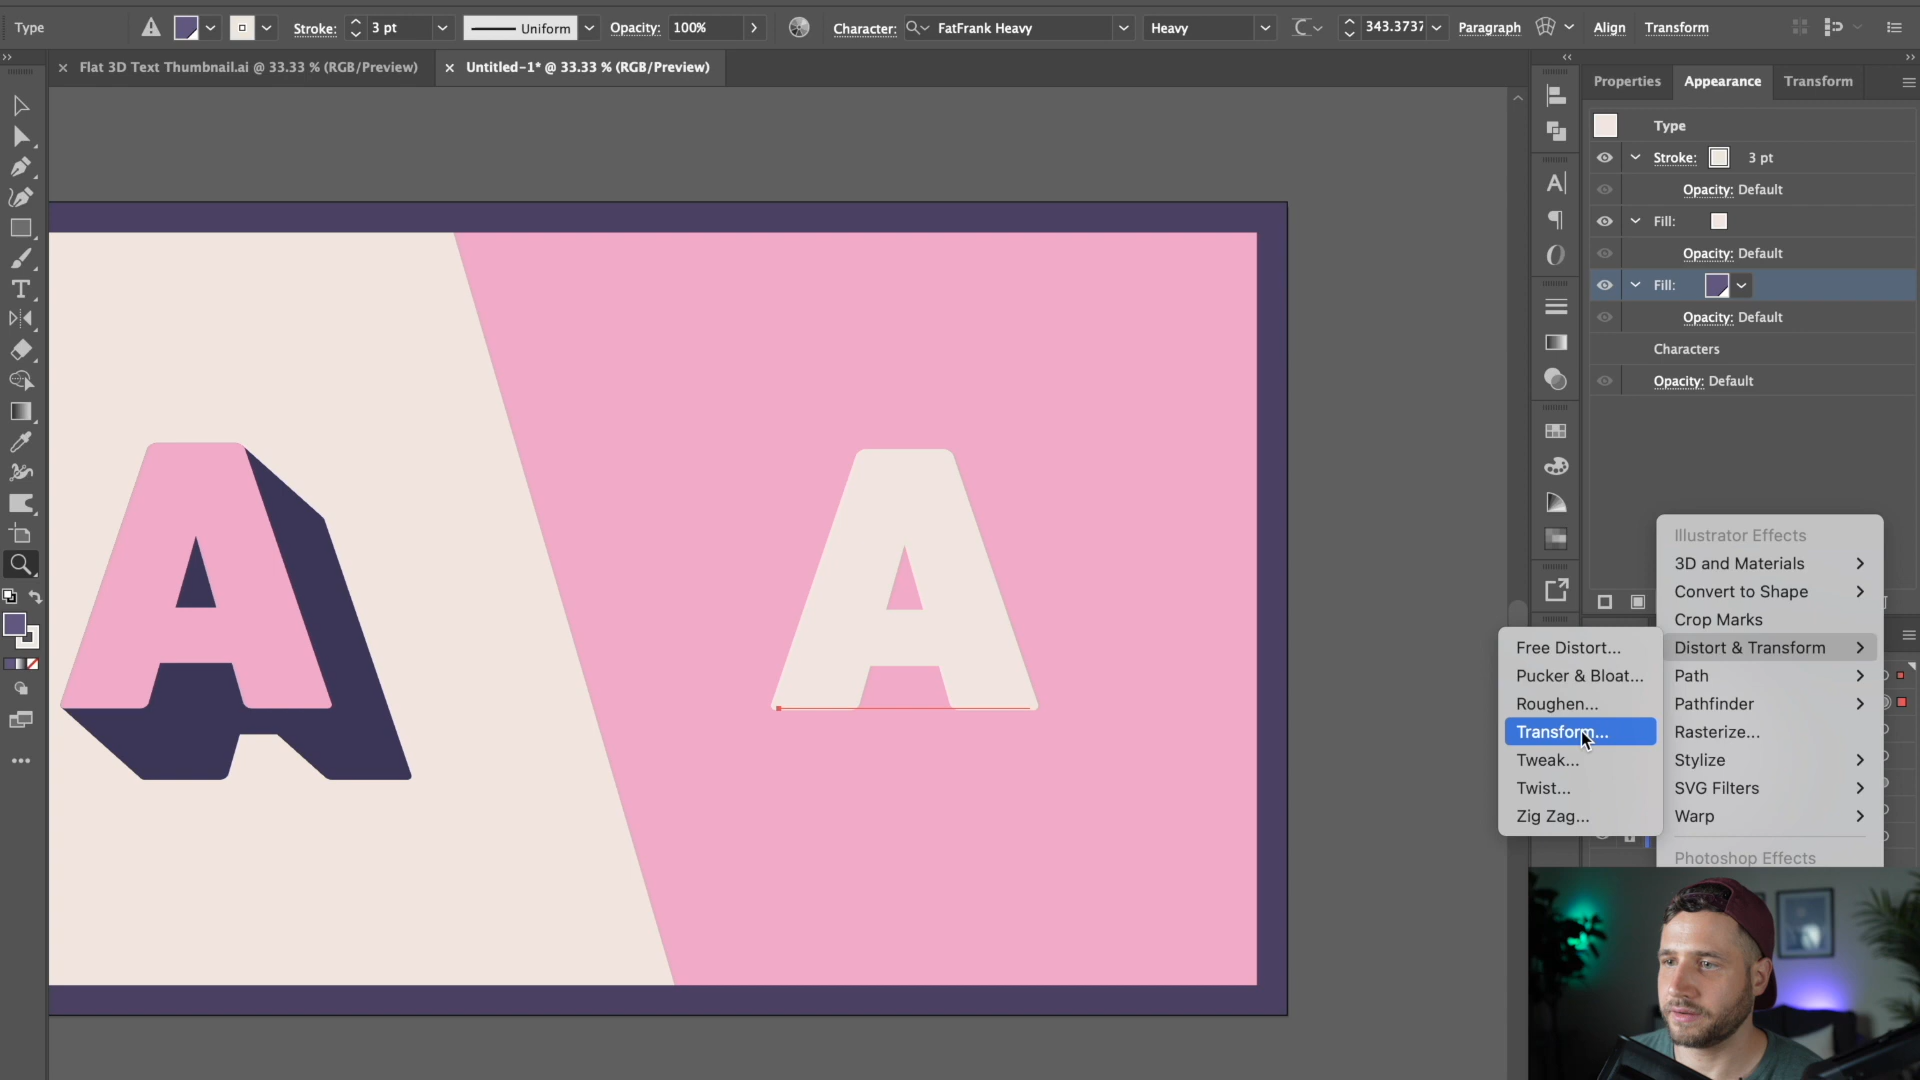 Type Stroke: 3 pt Uniform Opacity: 100% Character: FatFrank Heavy Heavy 343.3737 Paragraph Align Transform
Flat 3D Text Thumbnail.ai @ 33.33 % (RGB/Preview) Untitled-1* @ 33.33 % (RGB/Preview)
Properties Appearance Transform
Type
Stroke: 3 pt
Opacity: Default
Fill:
Opacity: Default
Fill:
Opacity: Default
Characters
Opacity: Default
A
A
Illustrator Effects
3D and Materials
Convert to Shape
Crop Marks
Distort & Transform
Path
Pathfinder
Rasterize...
Stylize
SVG Filters
Warp
Photoshop Effects
Free Distort...
Pucker & Bloat...
Roughen...
Transform...
Tweak...
Twist...
Zig Zag...